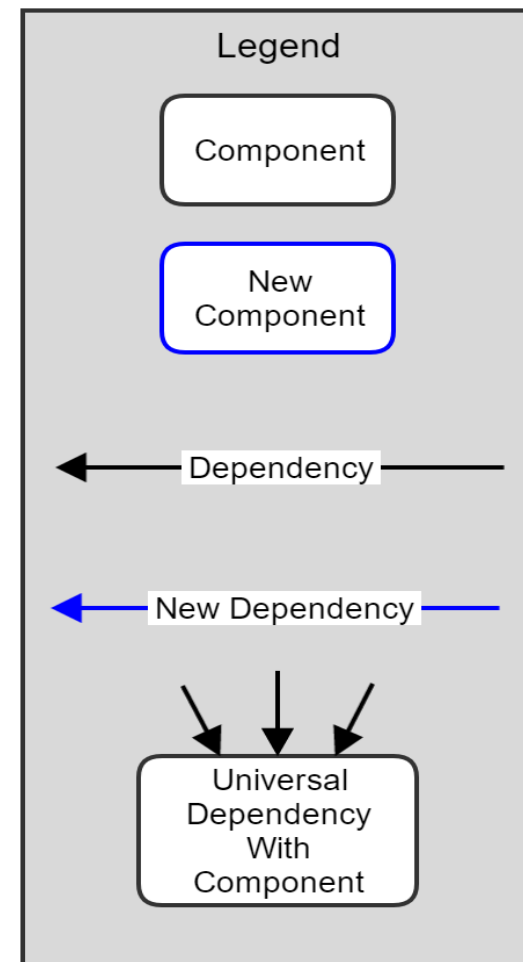 Legend
Component
New
Component
Dependency
New Dependency
Universal
Dependency
With
Component